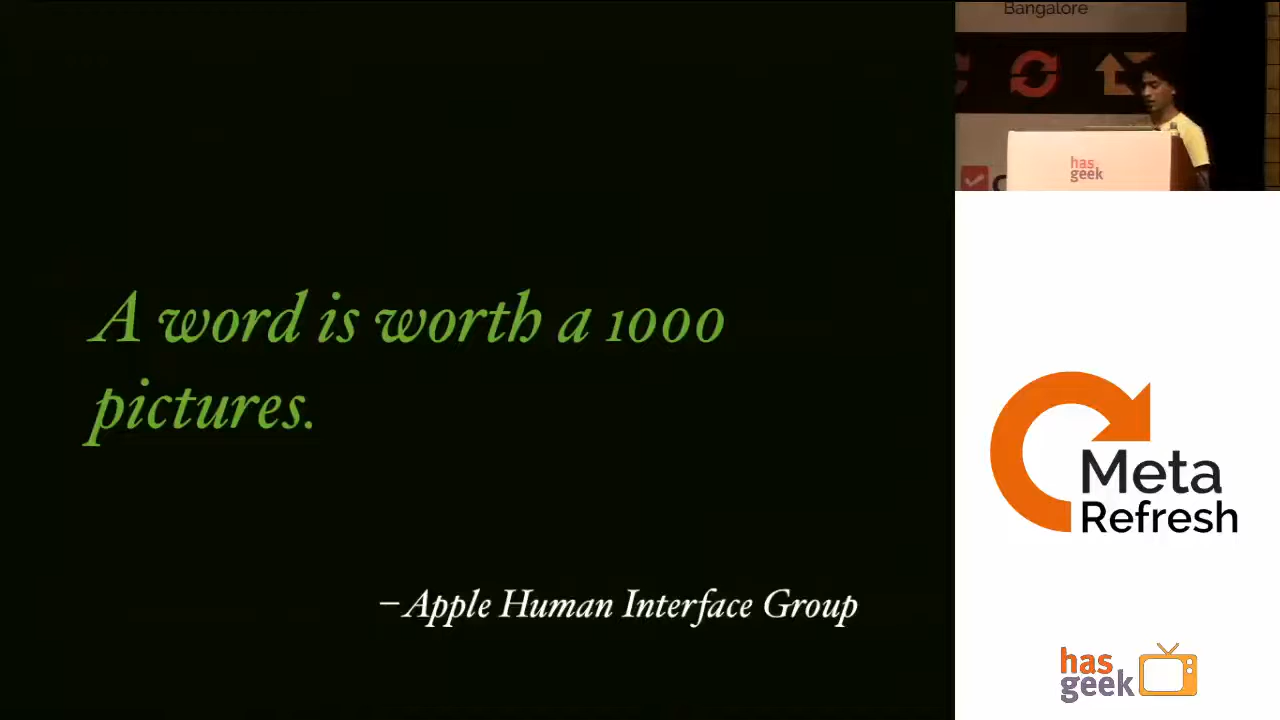 A word is worth a 1000
pictures.
– Apple Human Interface Group
Bangalore
has
geek
Meta
Refresh
has
geek